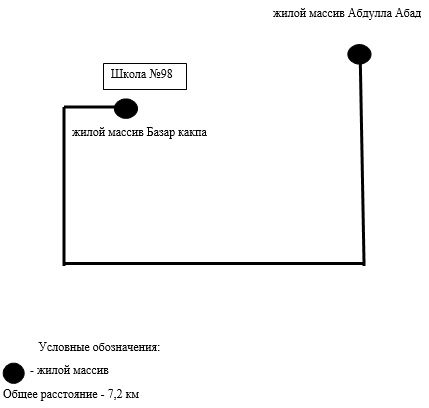 жилой массив Абдулла Абад
Школа №98
жилой массив Базар какпа
Условные обозначения:
- жилой массив
Общее расстояние - 7,2 км